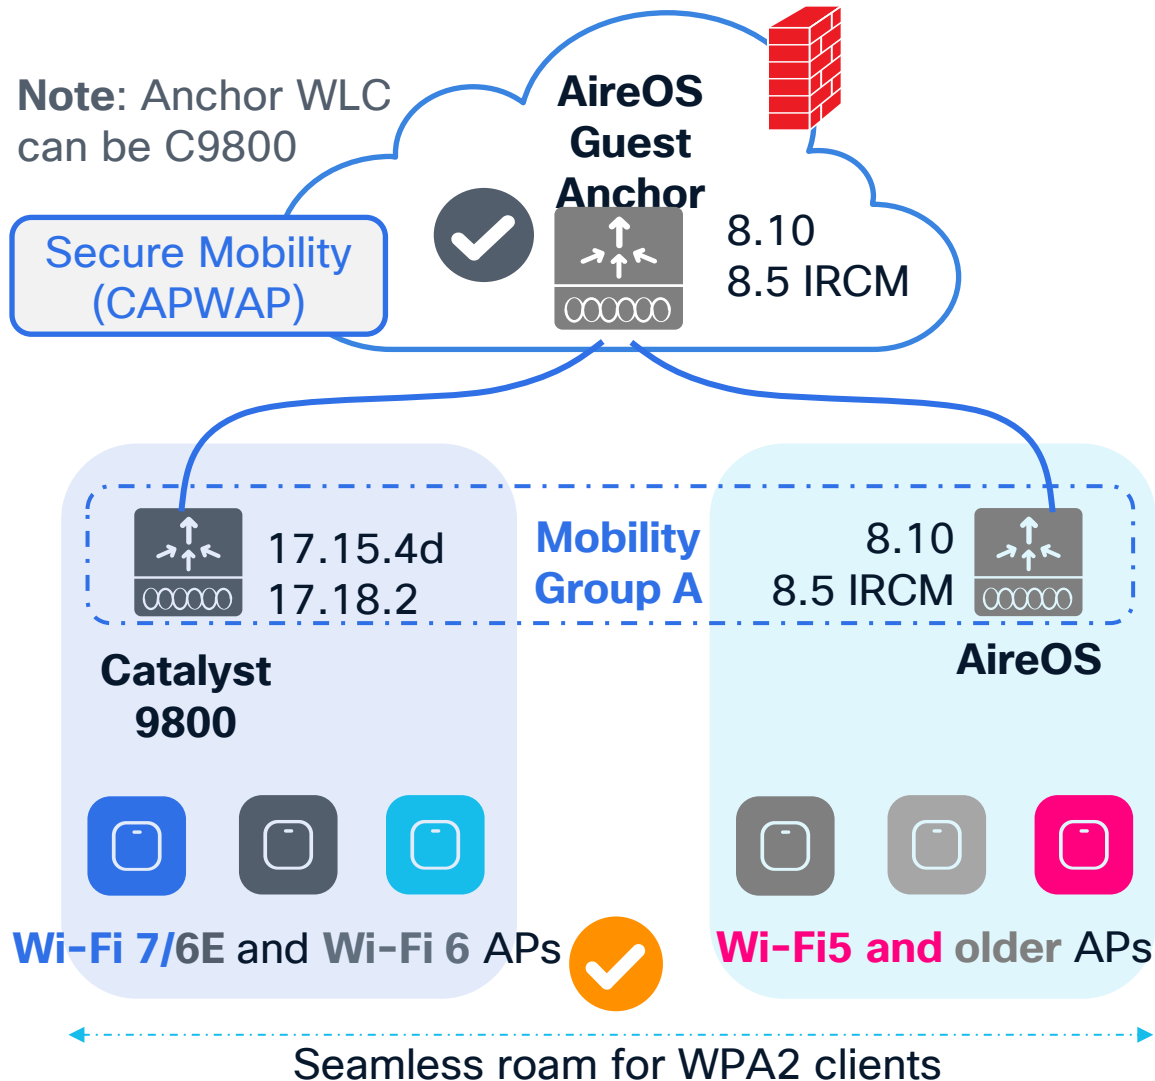 Note: Anchor WLC
can be C9800
AireOS
Guest
Anchor
Secure Mobility
(CAPWAP)
8.10
8.5 IRCM
17.15.4d
17.18.2
Mobility
Group A
8.10
8.5 IRCM
Catalyst
9800
AireOS
Wi-Fi 7/6E and Wi-Fi 6 APs
Wi-Fi5 and older APs
Seamless roam for WPA2 clients